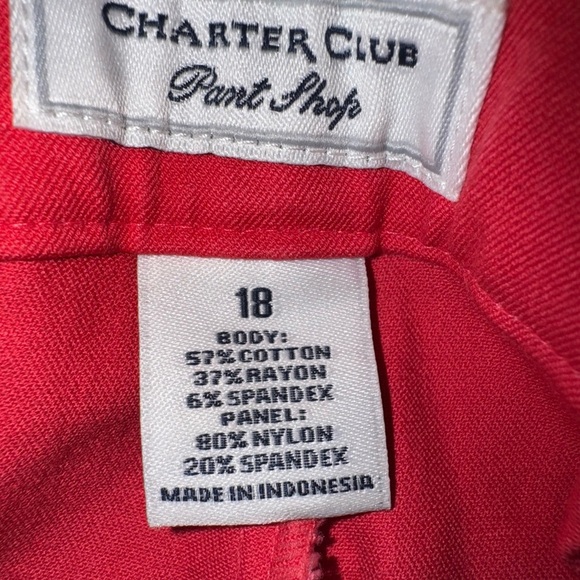 CHARTER CLUB
Pant Shop
18
BODY:
57% COTTON
37% RAYON
6% SPANDEX
PANEL:
80% NYLON
20% SPANDEX
MADE IN INDONESIA